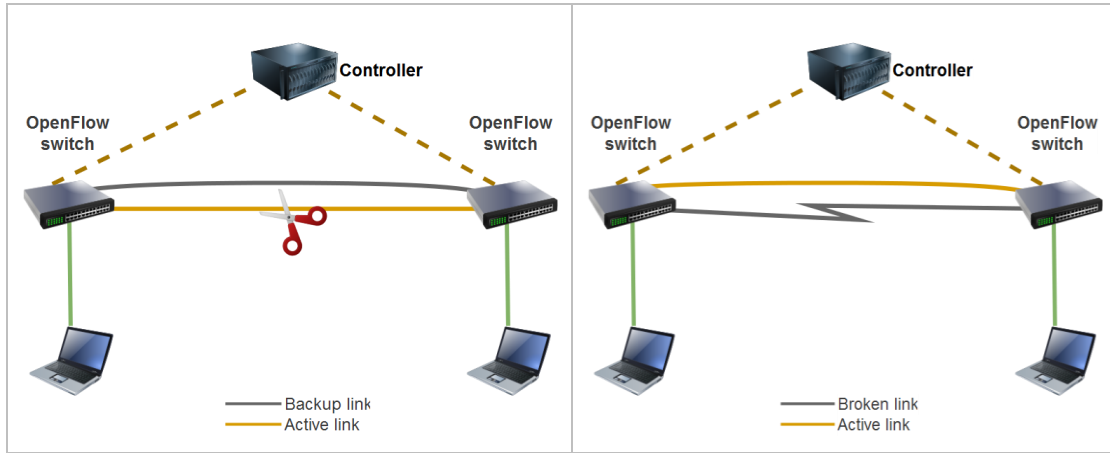 Controller
OpenFlow
switch
OpenFlow
switch
Backup link
Active link
Controller
OpenFlow
switch
OpenFlow
switch
Broken link
Active link